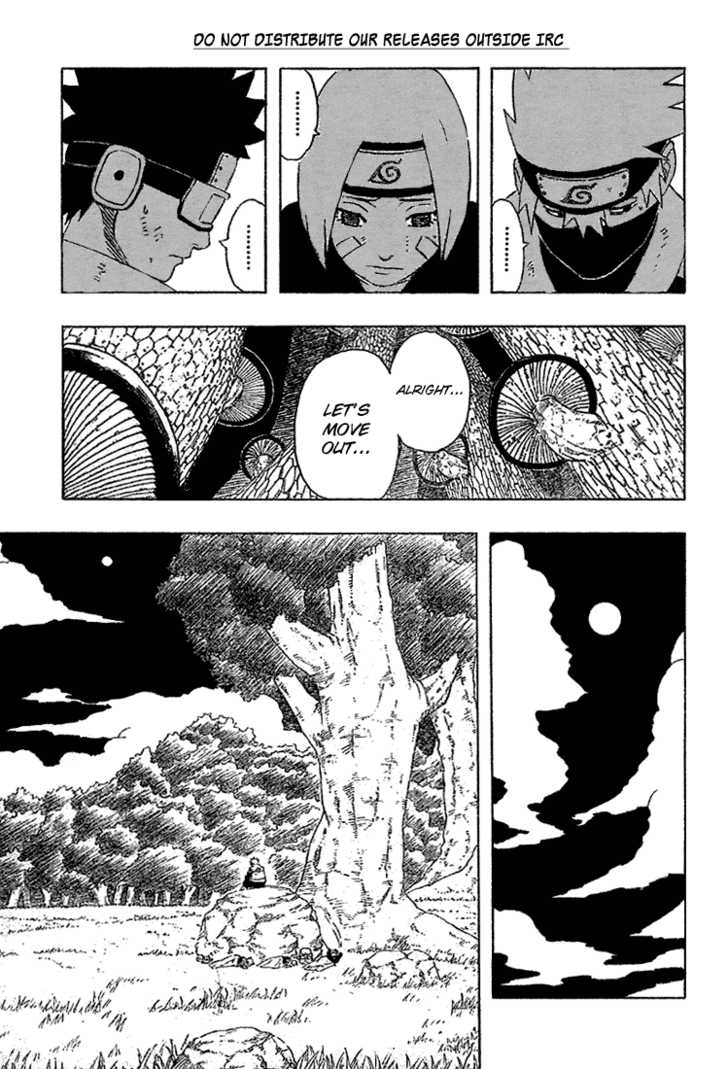 DO NOT DISTRIBUTE OUR RELEASES OUTSIDE IRC
.........
.........
.........
ALRIGHT...
LET'S
MOVE
OUT...